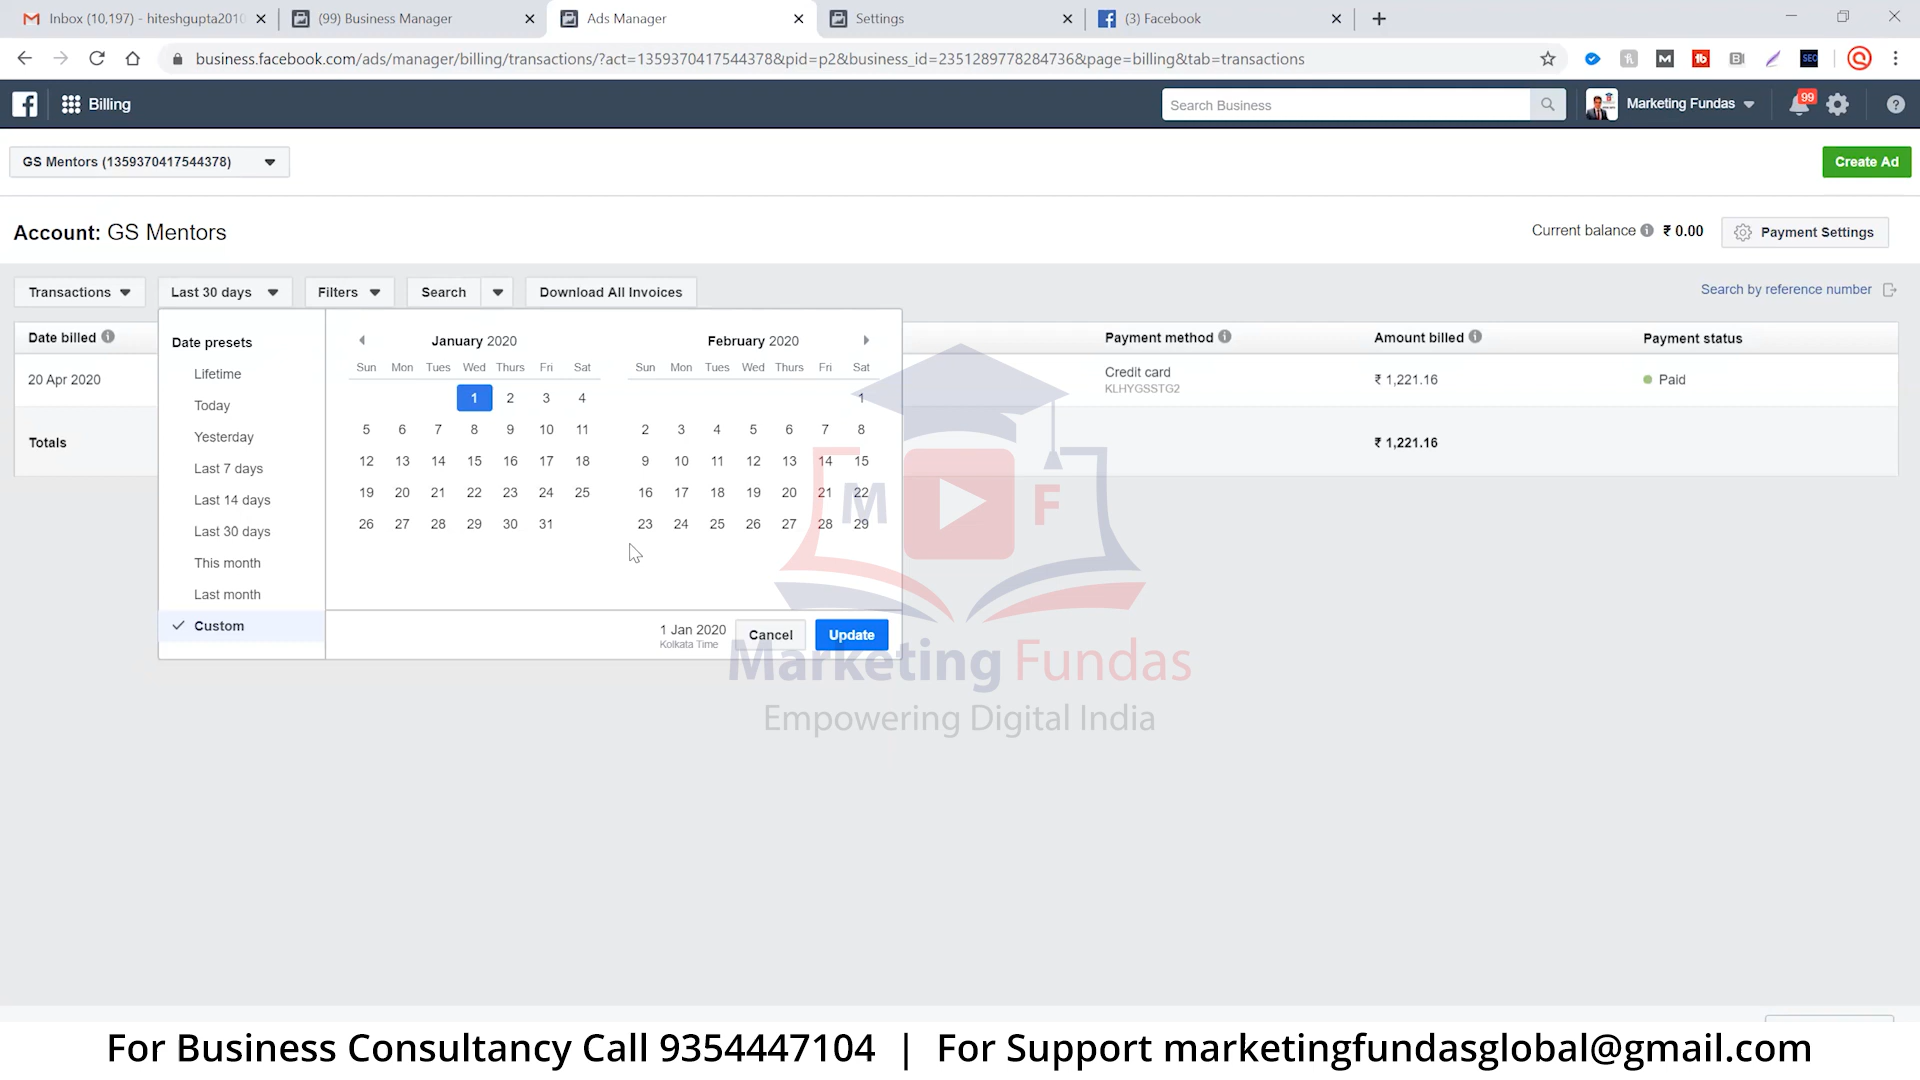 Inbox (10,197) - hiteshgupta2010
(99) Business Manager
Ads Manager
Settings
(3) Facebook
business.facebook.com/ads/manager/billing/transactions/?act=1359370417544378&pid=p2&business_id=2351289778284736&page=billing&tab=transactions
Billing
Search Business
Marketing Fundas
99
GS Mentors (1359370417544378)
Create Ad
Account: GS Mentors
Current balance ₹ 0.00
Payment Settings
Transactions
Last 30 days
Filters
Search
Download All Invoices
Search by reference number
Date billed
Payment method
Amount billed
Payment status
20 Apr 2020
Credit card
KLHYGSSTG2
₹ 1,221.16
Paid
Totals
₹ 1,221.16
Date presets
Lifetime
Today
Yesterday
Last 7 days
Last 14 days
Last 30 days
This month
Last month
Custom
January 2020
Sun Mon Tues Wed Thurs Fri Sat
1 2 3 4
5 6 7 8 9 10 11
12 13 14 15 16 17 18
19 20 21 22 23 24 25
26 27 28 29 30 31
February 2020
Sun Mon Tues Wed Thurs Fri Sat
1
2 3 4 5 6 7 8
9 10 11 12 13 14 15
16 17 18 19 20 21 22
23 24 25 26 27 28 29
1 Jan 2020
Kolkata Time
Cancel
Update
M F
Marketing Fundas
Empowering Digital India
For Business Consultancy Call 9354447104 | For Support marketingfundasglobal@gmail.com